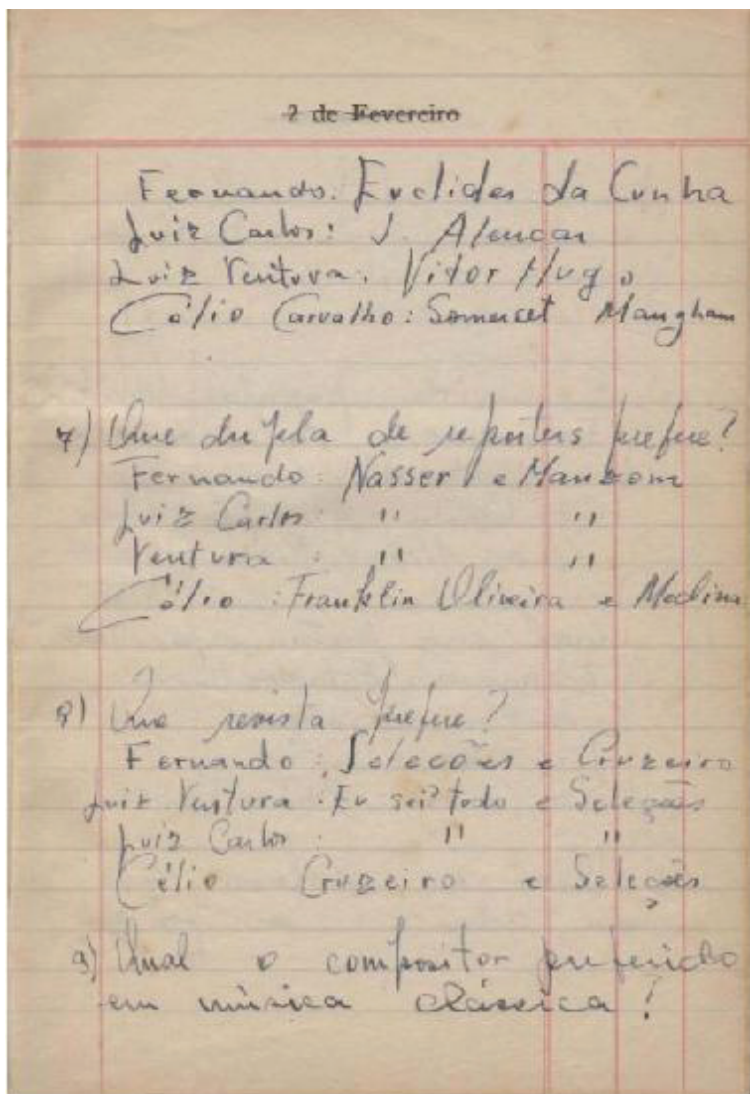 2 de Fevereiro
Fernando: Euclides da Cunha
Luiz Carlos: J. Alencar
Luiz Ventura: Vitor Hugo
Célio Carvalho: Somerset Maugham
7) Que dupla de reporters prefere?
Fernando: Nasser e Manzom
Luiz Carlos: " "
Ventura: " "
Célio: Franklin Oliveira e Medina
8) Que revista prefere?
Fernando: Selecões e Cruzeiro
Luiz Ventura: Eu sei tudo e Seleções
Luiz Carlos: " "
Célio Cruzeiro e Seleções
9) Qual o compositor preferido
em música clássica?